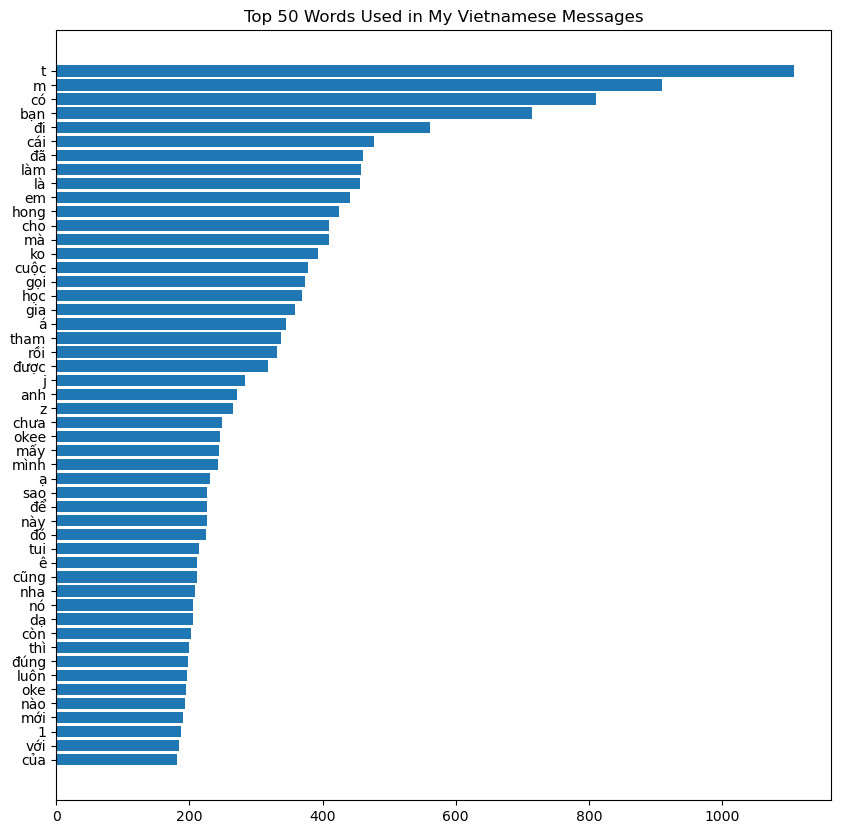 Top 50 Words Used in My Vietnamese Messages
t
m
có
bạn
đi
cái
đã
làm
là
em
hong
cho
mà
ko
cuộc
gọi
học
gia
á
tham
rồi
được
j
anh
z
chưa
okee
mấy
mình
ạ
sao
để
này
đó
tui
ê
cũng
nha
nó
dạ
còn
thì
đúng
luôn
oke
nào
mới
1
với
của
0 200 400 600 800 1000